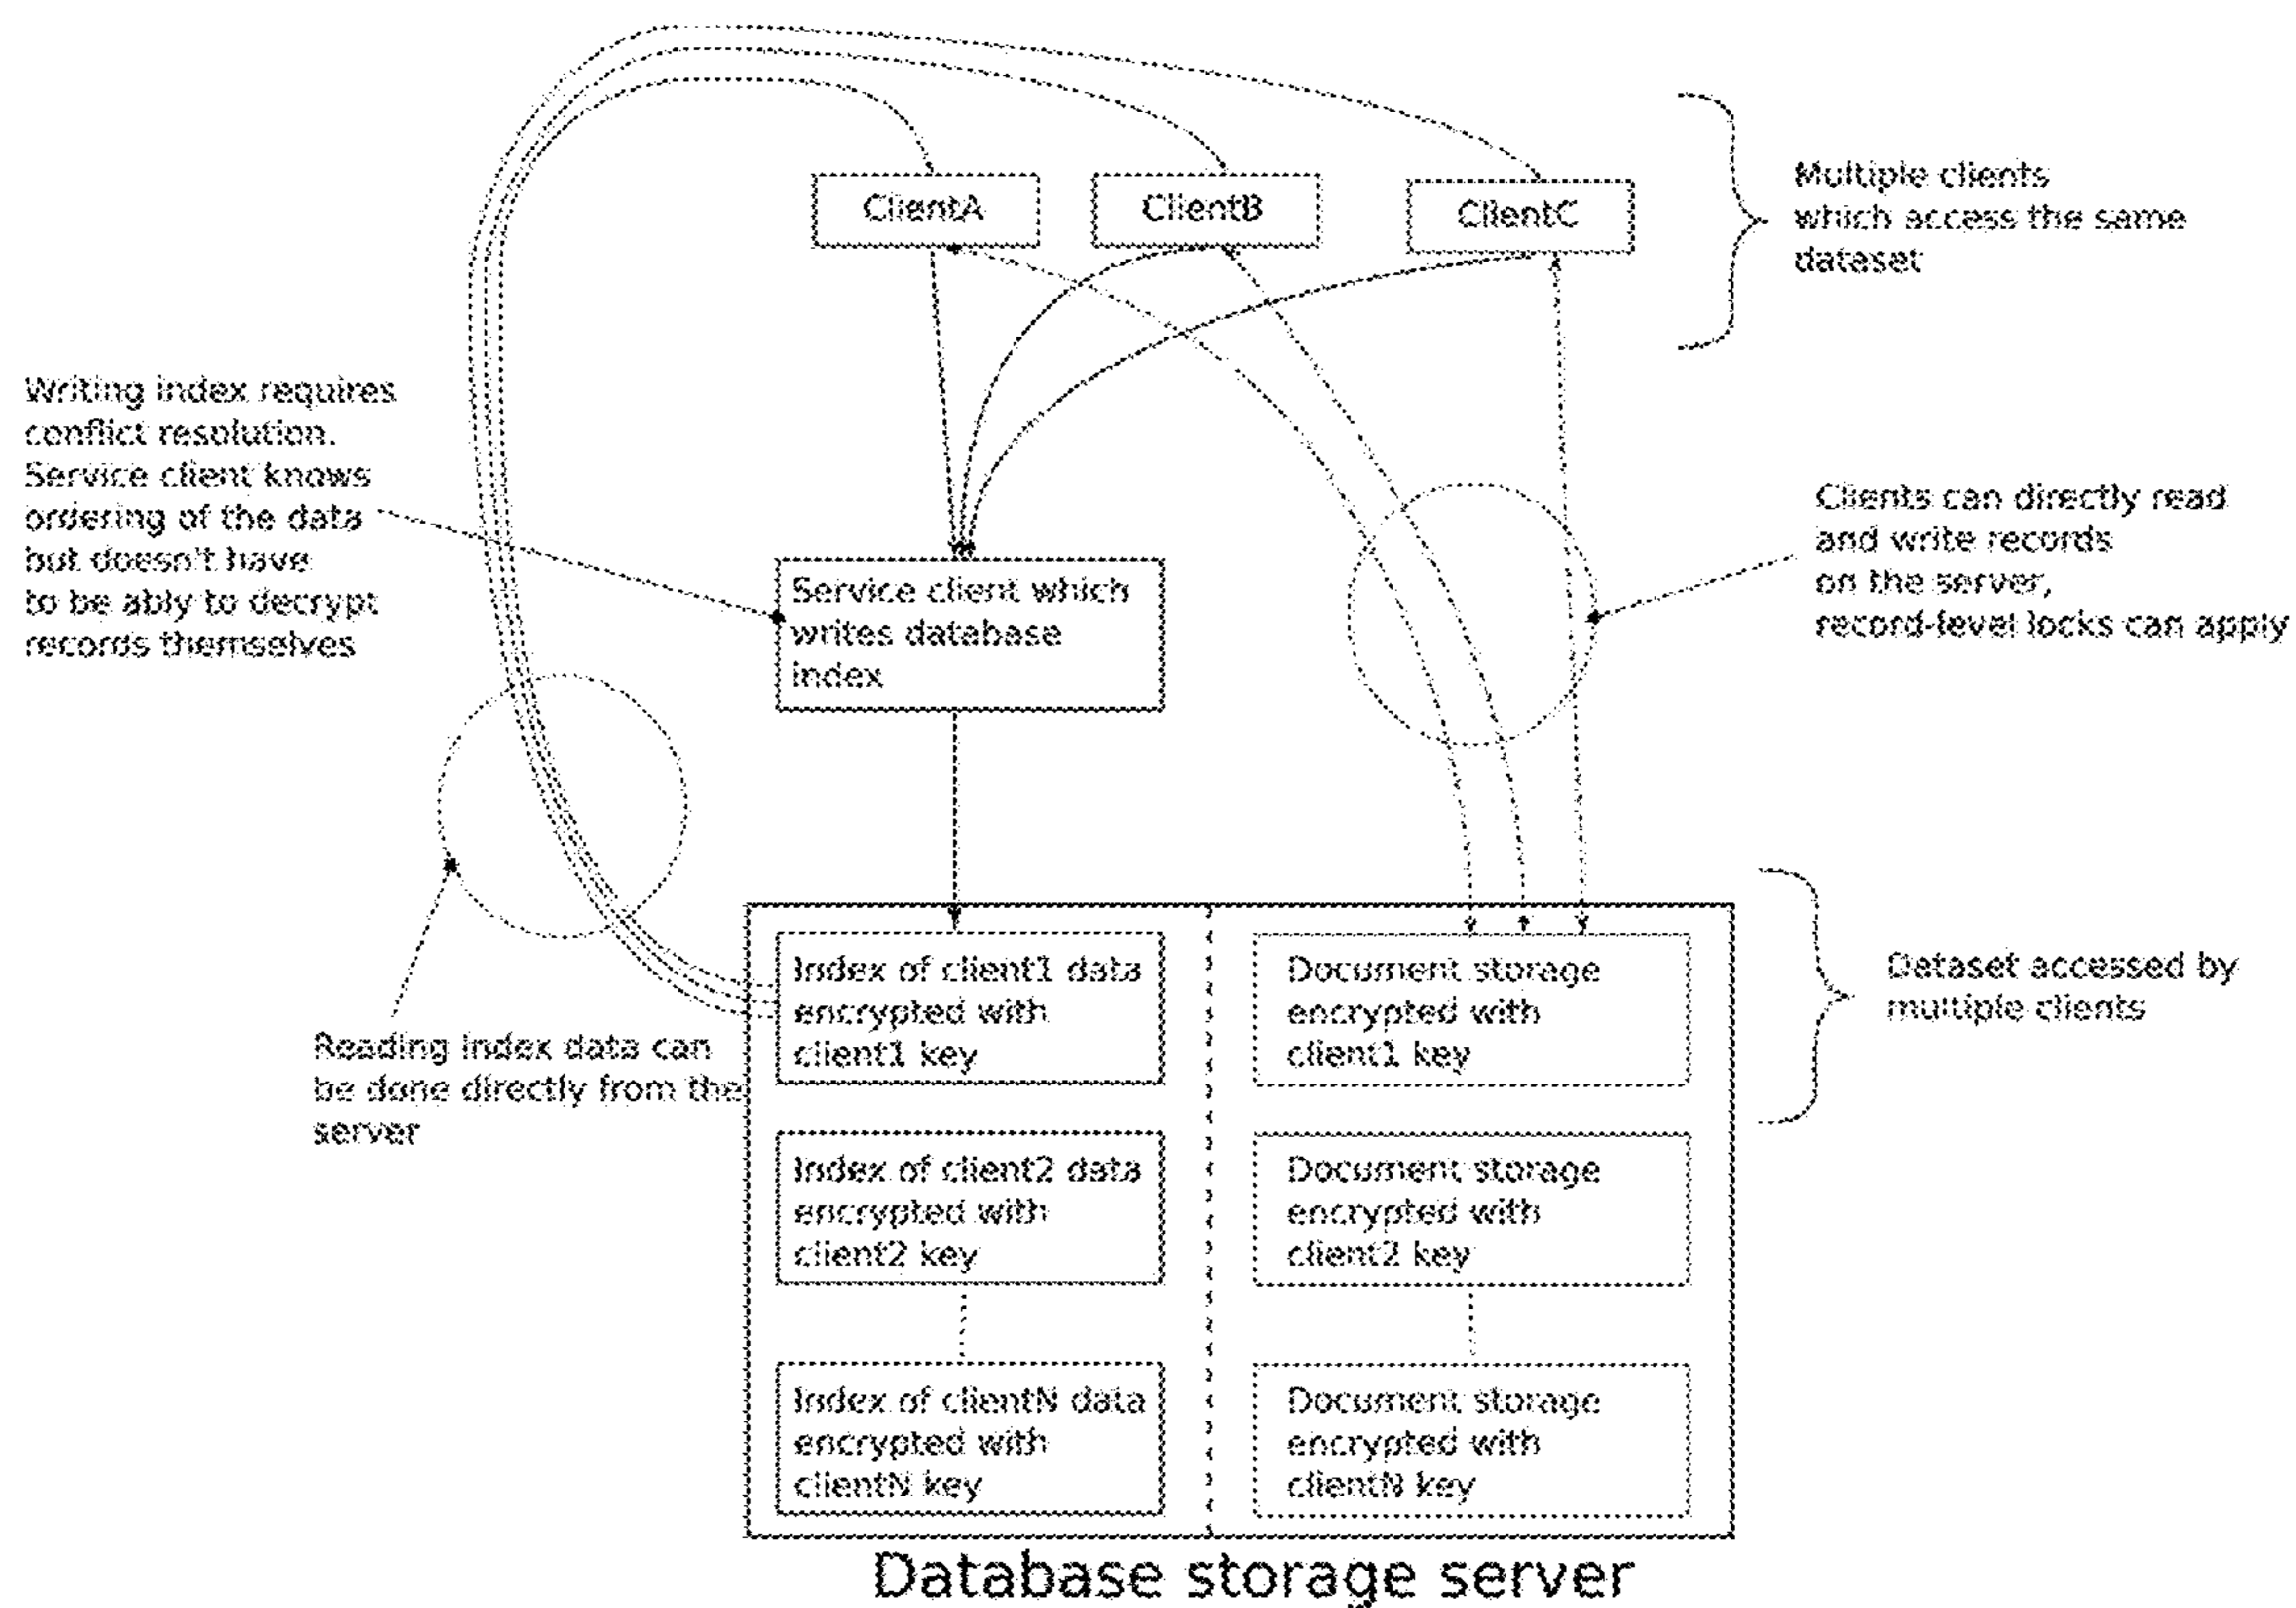 ClientA
ClientB
ClientC
Multiple clients
which access the same
dataset
Writing index requires
conflict resolution.
Service client knows
ordering of the data
but doesn't have
to be ably to decrypt
records themselves
Clients can directly read
and write records
on the server,
record-level locks can apply
Service client which
writes database
index
Reading index data can
be done directly from the
server
Index of client1 data
encrypted with
client1 key
Document storage
encrypted with
client1 key
Dataset accessed by
multiple clients
Index of client2 data
encrypted with
client2 key
Document storage
encrypted with
client2 key
Index of clientN data
encrypted with
clientN key
Document storage
encrypted with
clientN key
Database storage server